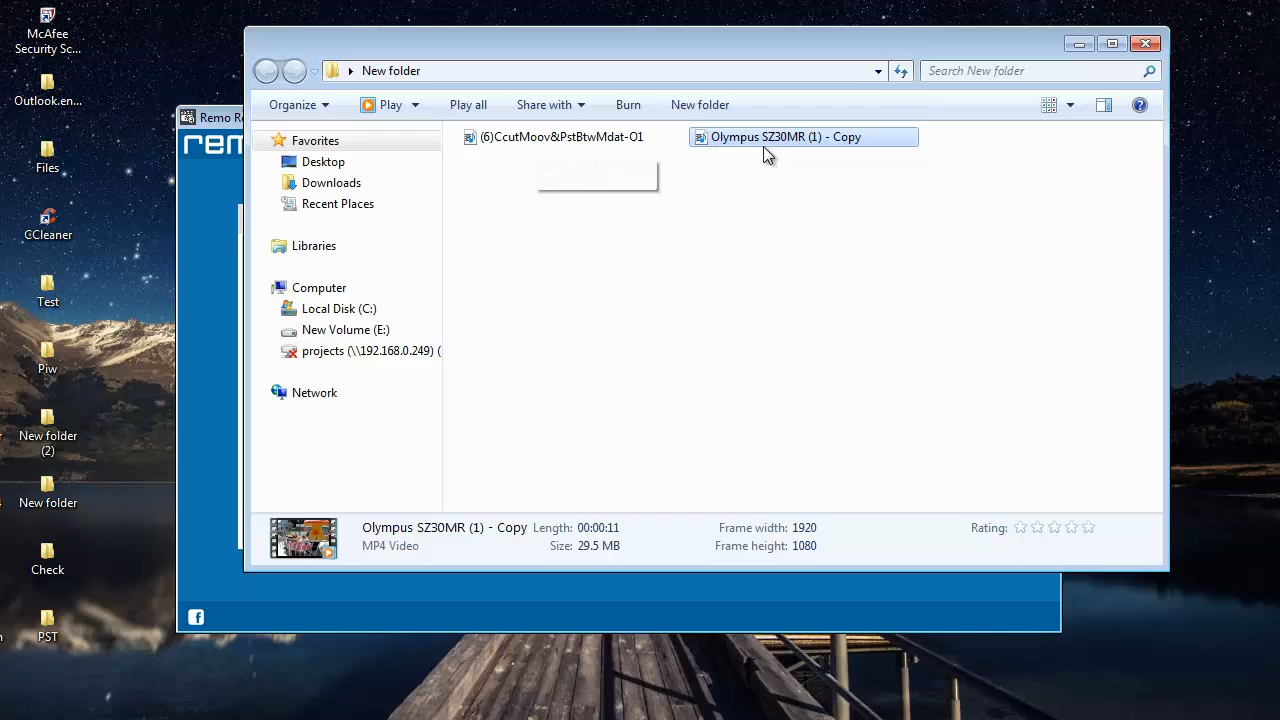 McAfee
Security Sc...
Outlook.en...
Files
CCleaner
Test
Piw
New folder
(2)
New folder
Check
PST
Remo Re
remo
New folder
Search New folder
Organize
Play
Play all
Share with
Burn
New folder
Favorites
Desktop
Downloads
Recent Places
Libraries
Computer
Local Disk (C:)
New Volume (E:)
projects (\\192.168.0.249) (
Network
(6)CcutMoov&PstBtwMdat-O1
Olympus SZ30MR (1) - Copy
Olympus SZ30MR (1) - Copy Length: 00:00:11 Frame width: 1920 Rating:
MP4 Video Size: 29.5 MB Frame height: 1080